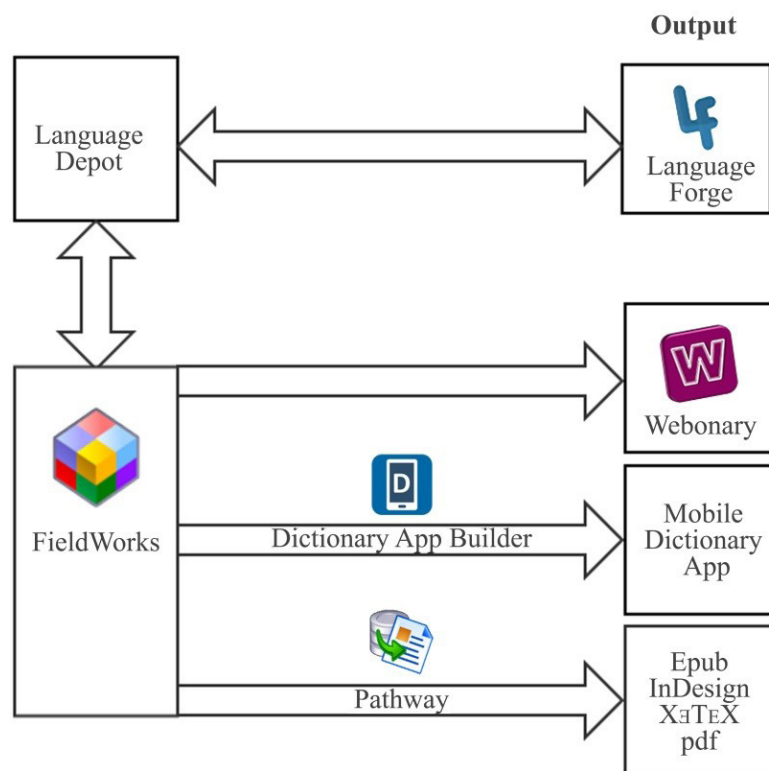 Output
Language
Depot
Language
Forge
W
Webonary
FieldWorks
D
Dictionary App Builder
Mobile
Dictionary
App
Pathway
Epub
InDesign
XƎTEX
pdf